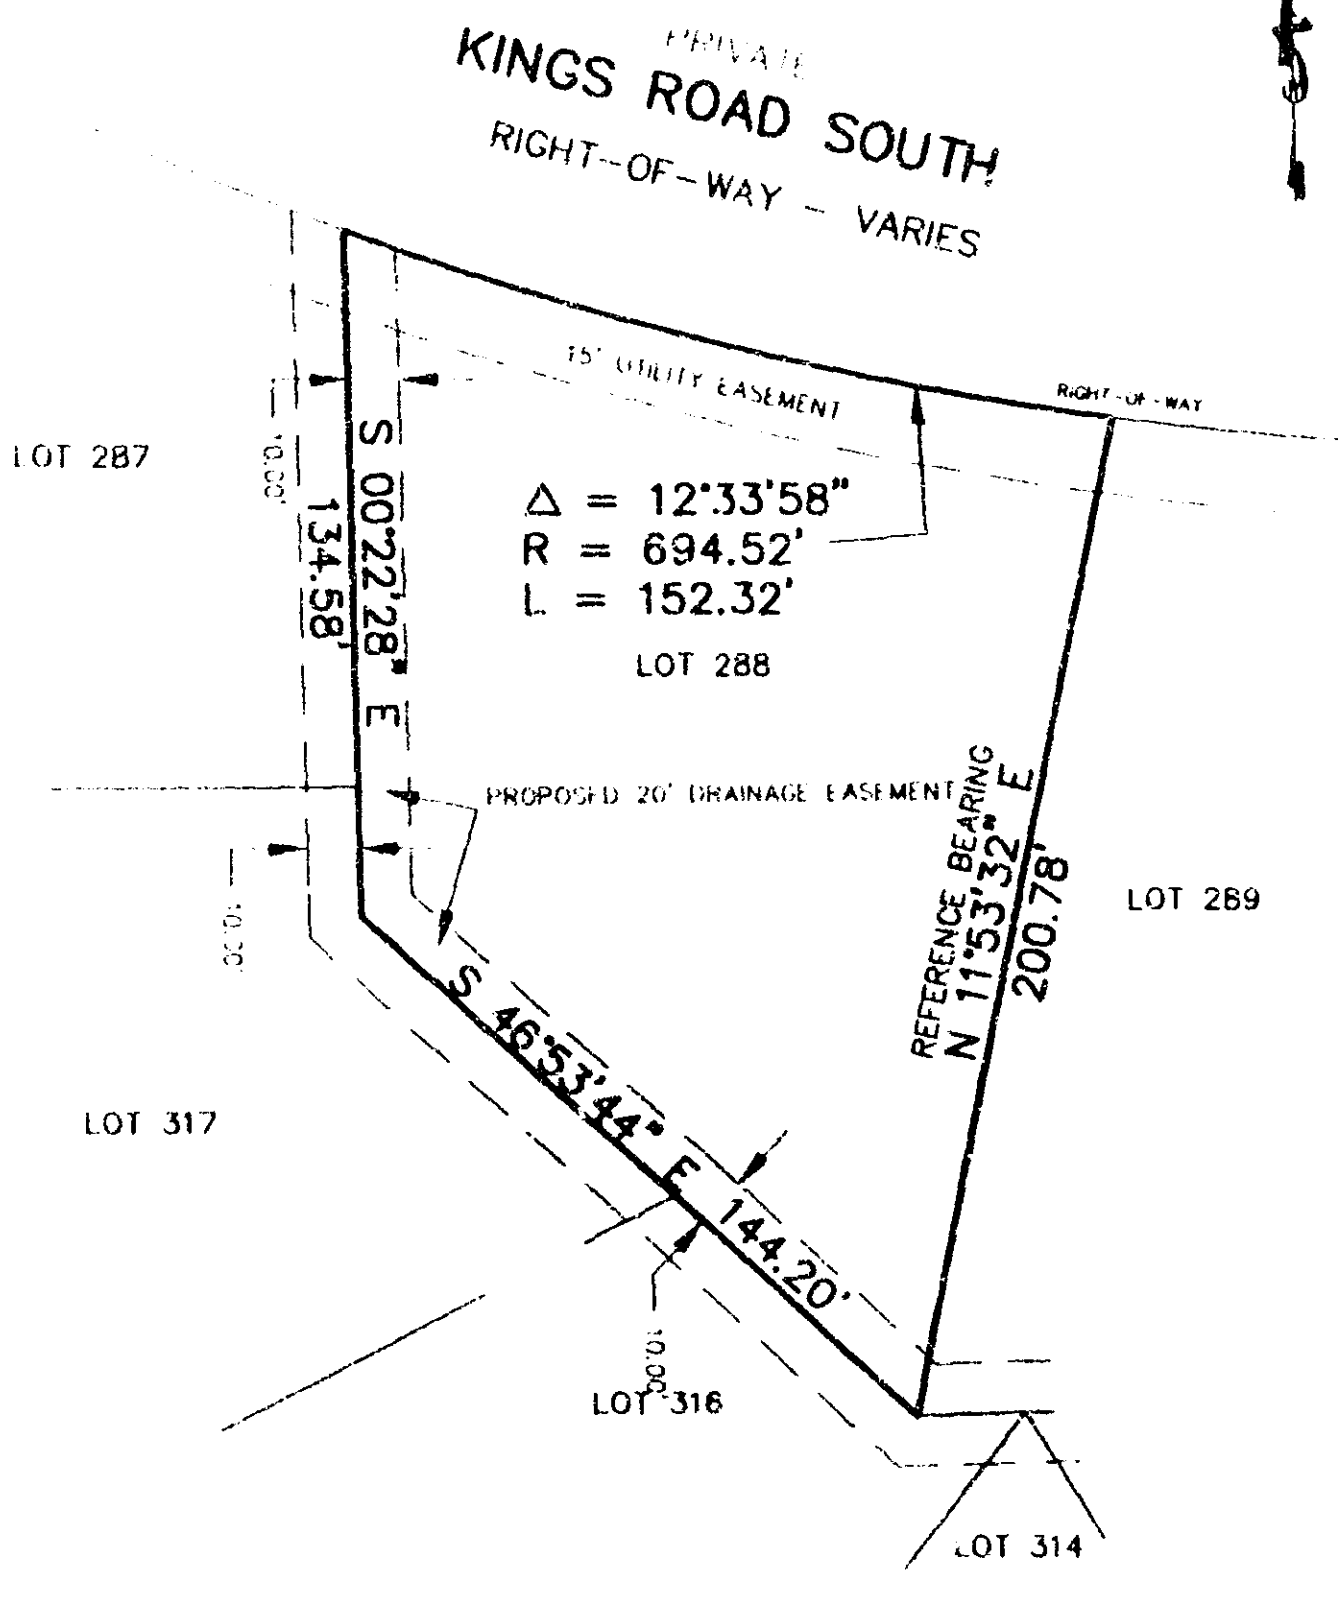 PRIVATE
KINGS ROAD SOUTH
RIGHT-OF-WAY - VARIES
15' UTILITY EASEMENT
RIGHT-OF-WAY
LOT 287
10.00'
S 00°22'28" E
134.58'
Δ = 12°33'58"
R = 694.52'
L = 152.32'
LOT 288
PROPOSED 20' DRAINAGE EASEMENT
REFERENCE BEARING
N 11°53'32" E
200.78'
LOT 289
10.00'
S 46°53'44" E 144.20'
LOT 317
10.00'
LOT 316
LOT 314